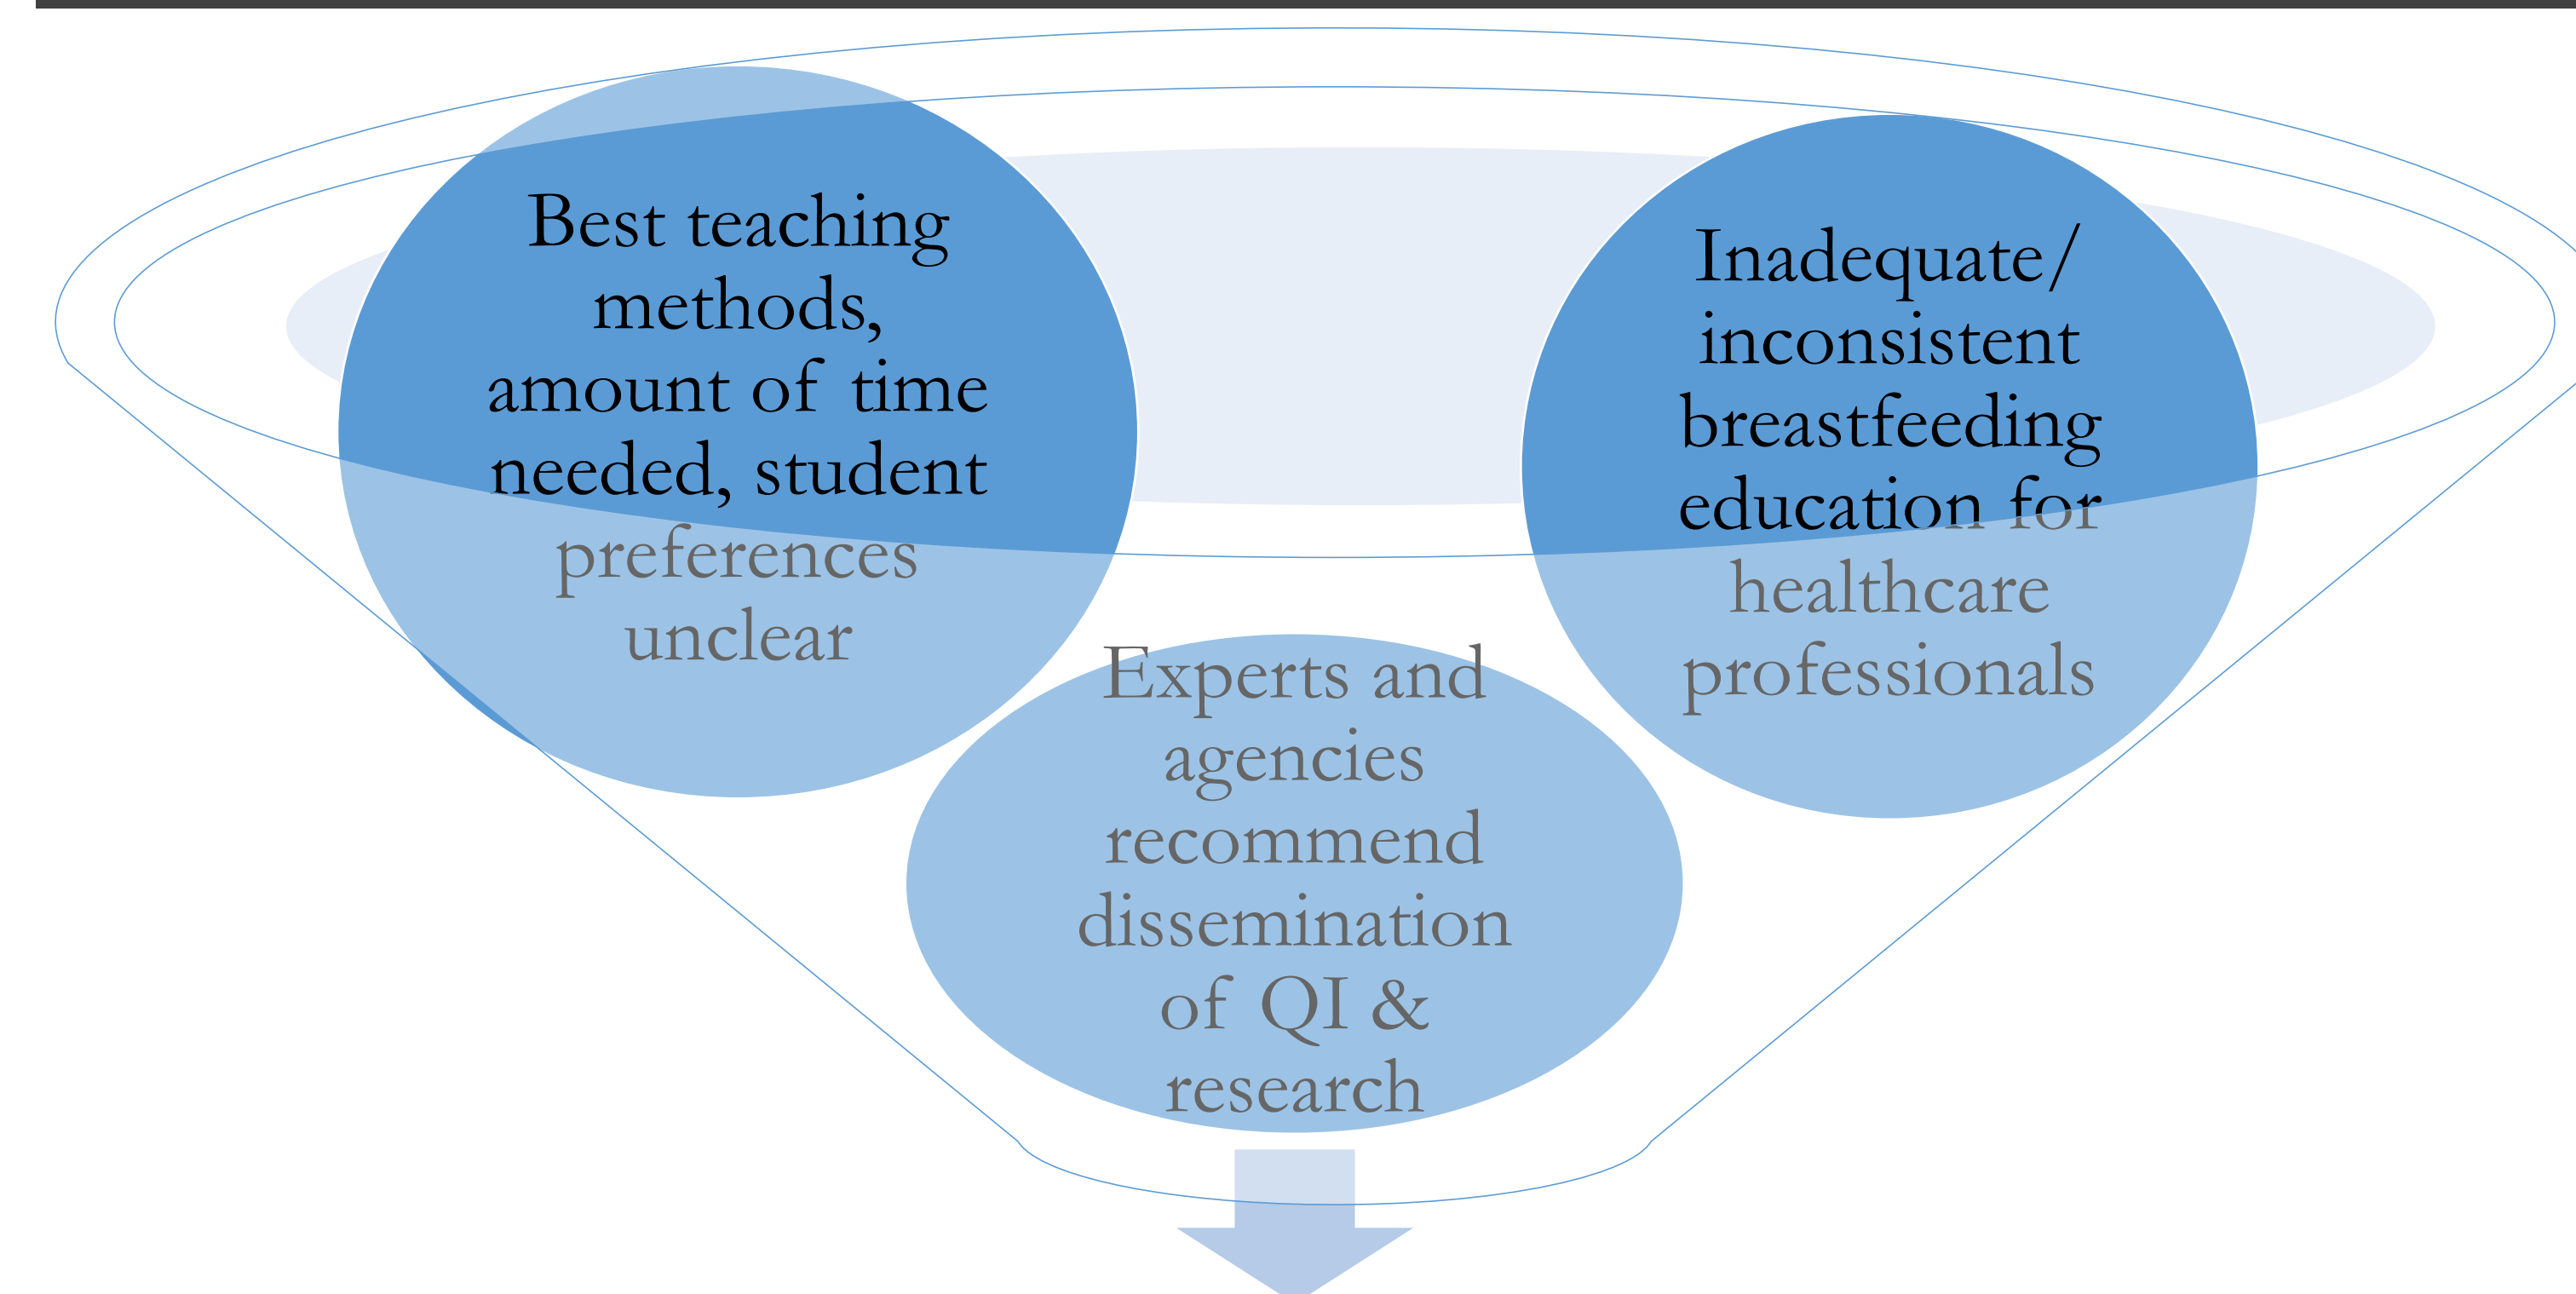 Best teaching
methods,
amount of time
needed, student
preferences
unclear
Inadequate/
inconsistent
breastfeeding
education for
healthcare
professionals
Experts and
agencies
recommend
dissemination
of QI &
research